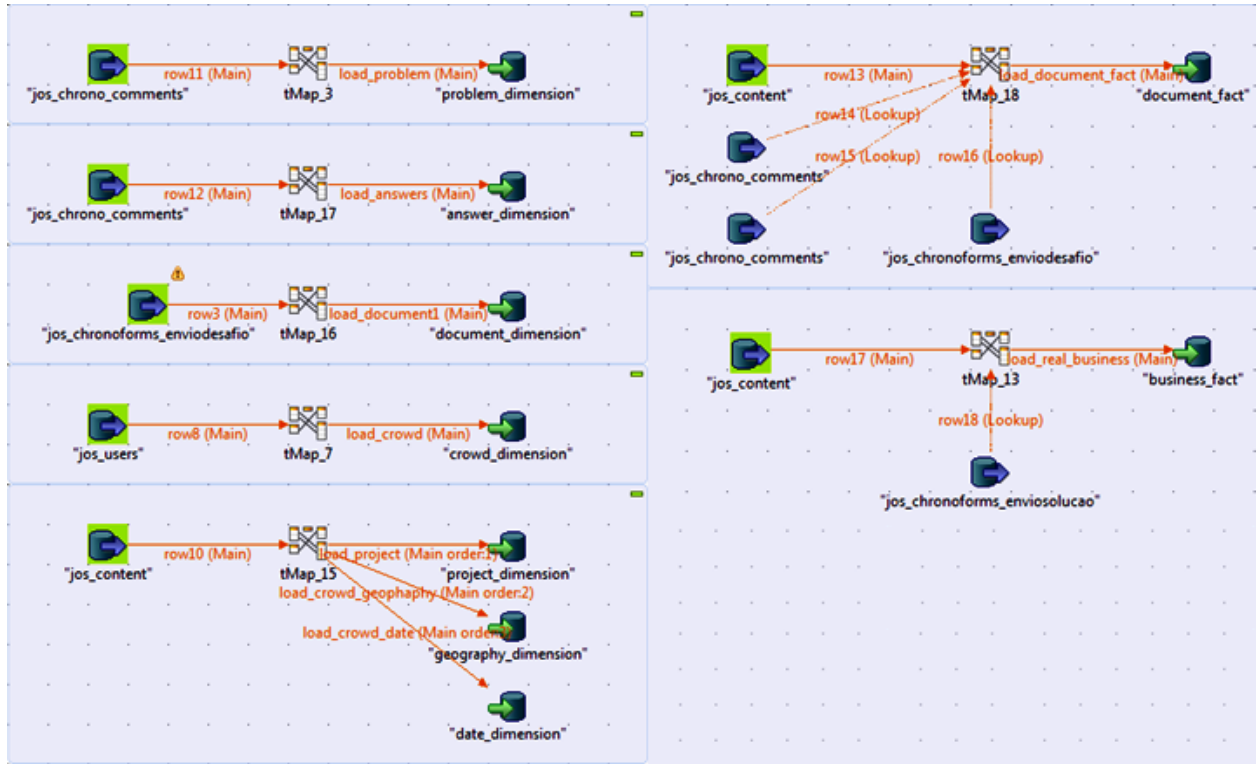 row11 (Main)
load_problem (Main)
"jos_chrono_comments"
tMap_3
"problem_dimension"
row12 (Main)
load_answers (Main)
"jos_chrono_comments"
tMap_17
"answer_dimension"
row3 (Main)
load_document1 (Main)
"jos_chronoforms_enviodesafio"
tMap_16
"document_dimension"
row8 (Main)
load_crowd (Main)
"jos_users"
tMap_7
"crowd_dimension"
row10 (Main)
load_project (Main order:1)
"jos_content"
tMap_15
"project_dimension"
load_crowd_geophaphy (Main order:2)
load_crowd_date (Main order:
"geography_dimension"
"date_dimension"
row13 (Main)
load_document_fact (Main)
"jos_content"
tMap_18
"document_fact"
row14 (Lookup)
row15 (Lookup)
row16 (Lookup)
"jos_chrono_comments"
"jos_chrono_comments"
"jos_chronoforms_enviodesafio"
row17 (Main)
load_real_business (Main)
"jos_content"
tMap_13
"business_fact"
row18 (Lookup)
"jos_chronoforms_enviosolucao"